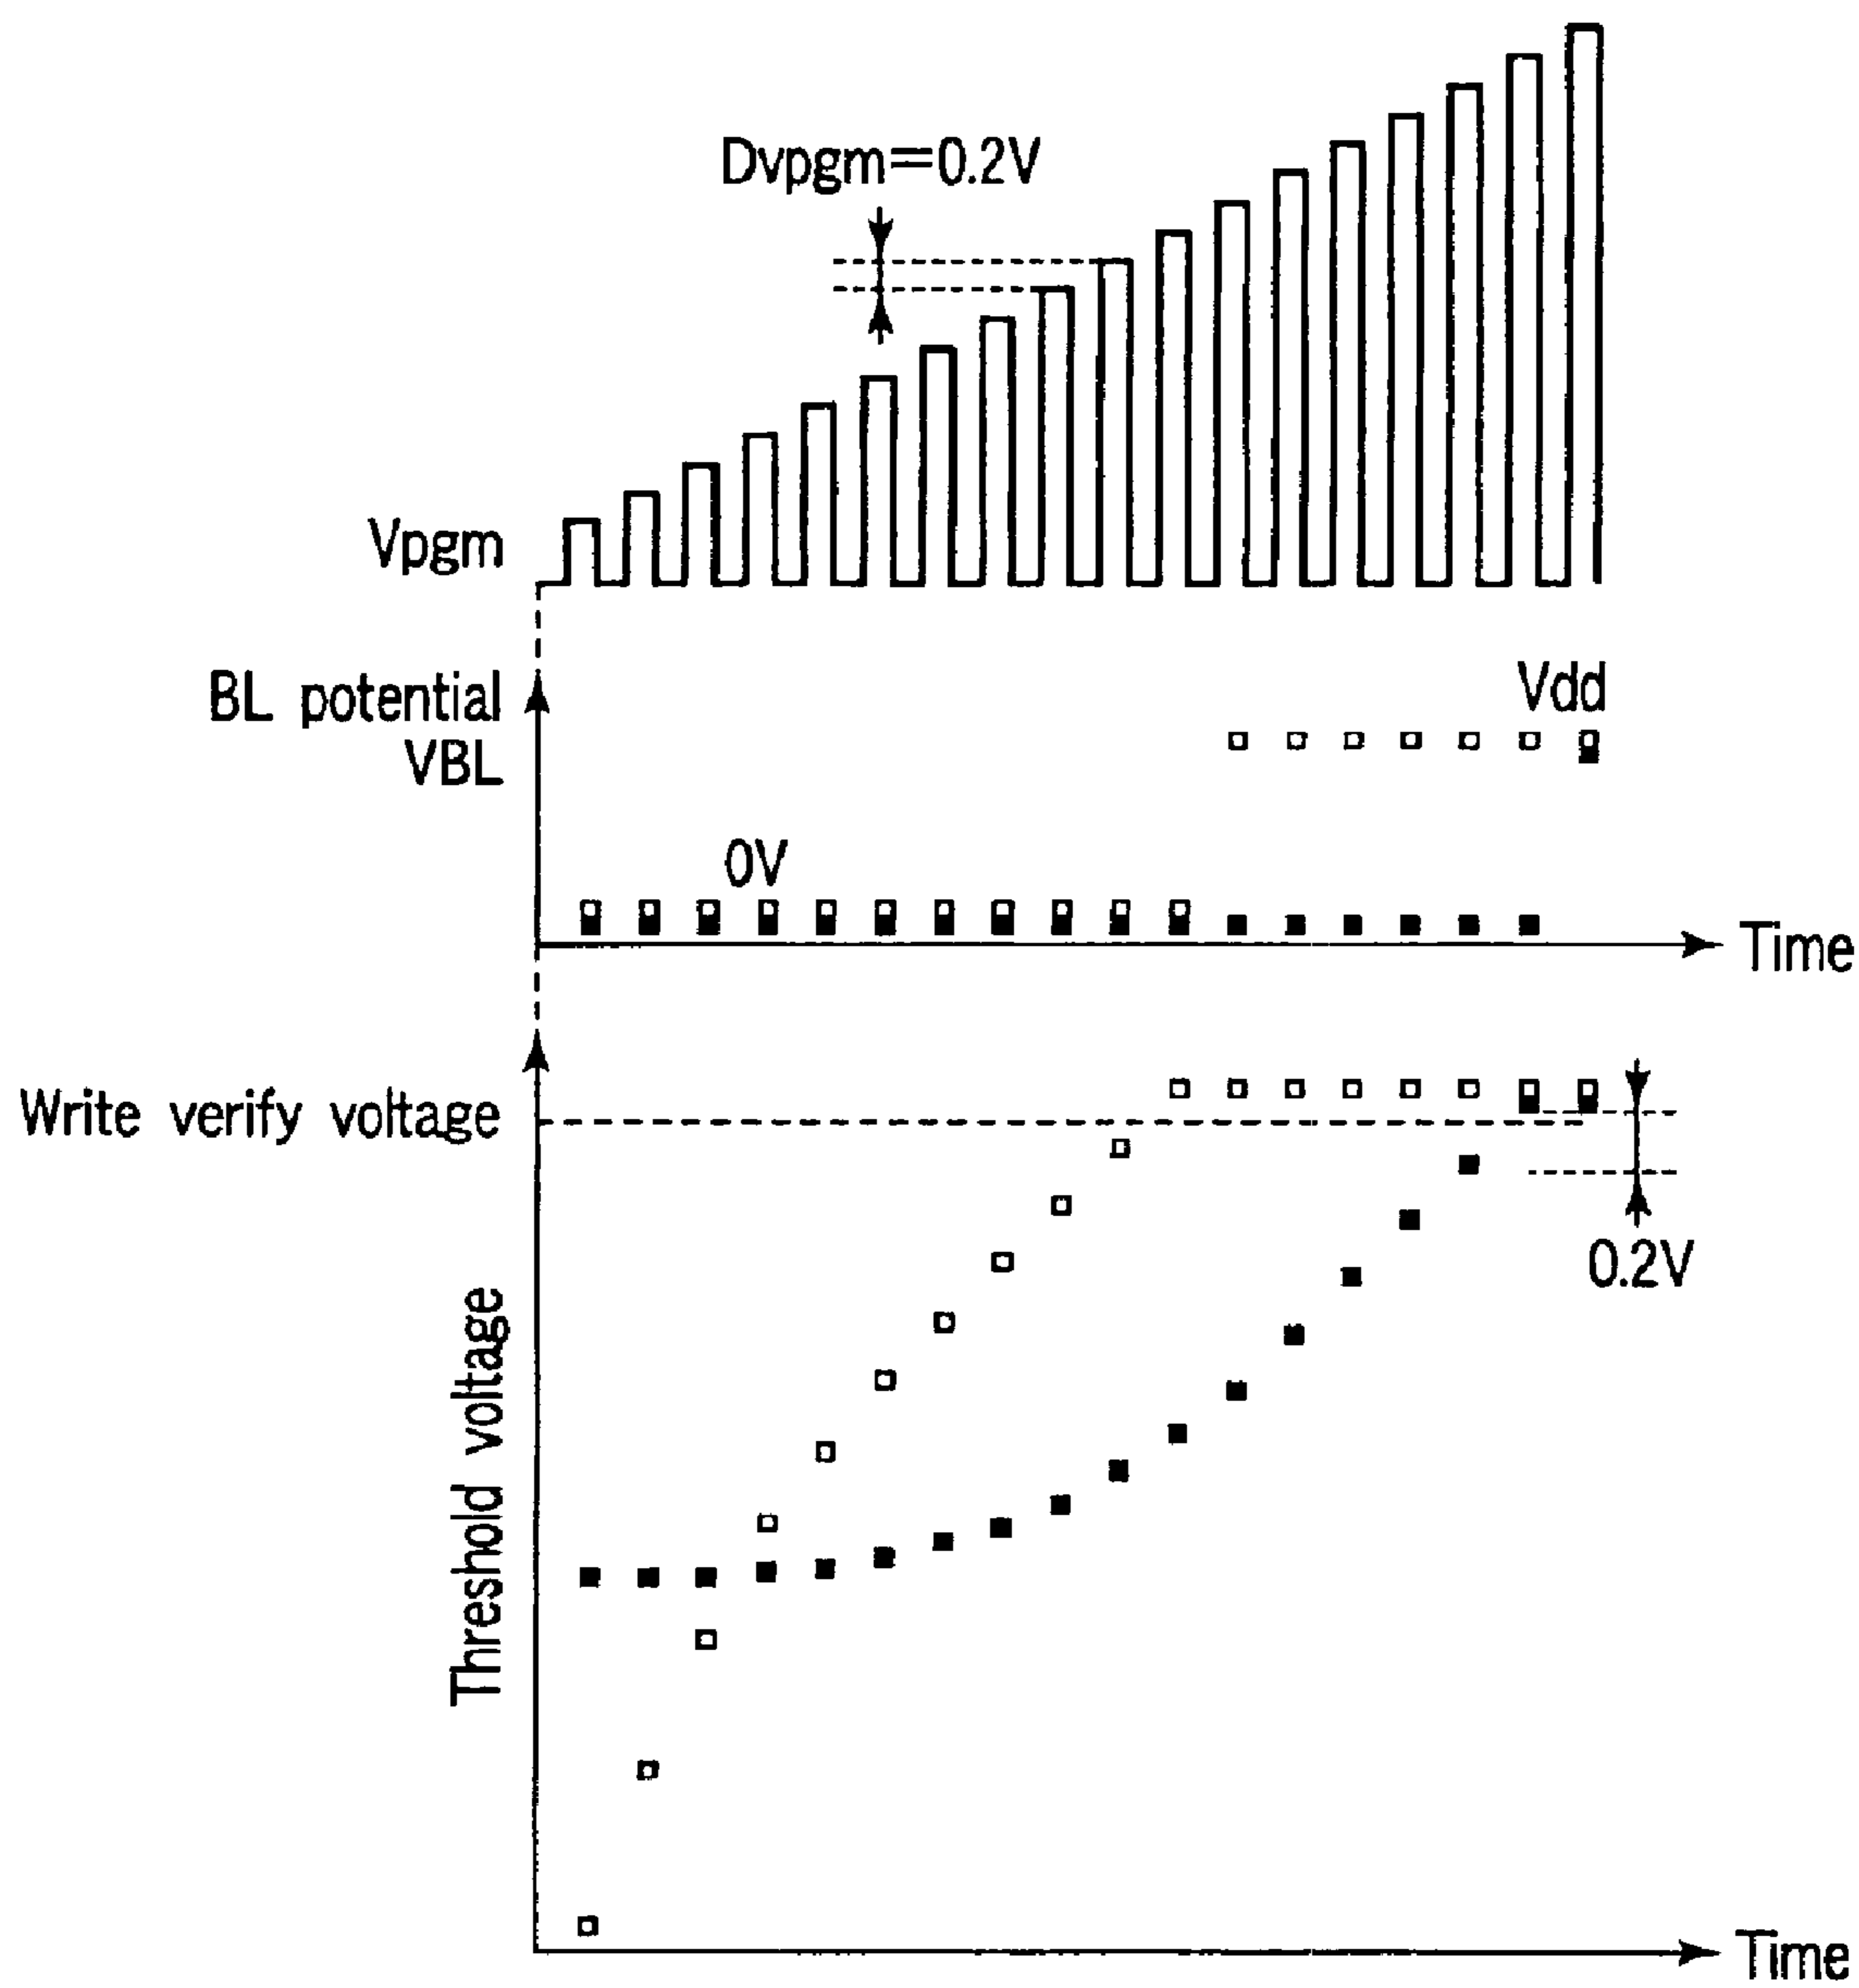 Dvpgm=0.2V
Vpgm
BL potential
VBL
Vdd
0V
Time
Write verify voltage
0.2V
Threshold voltage
Time